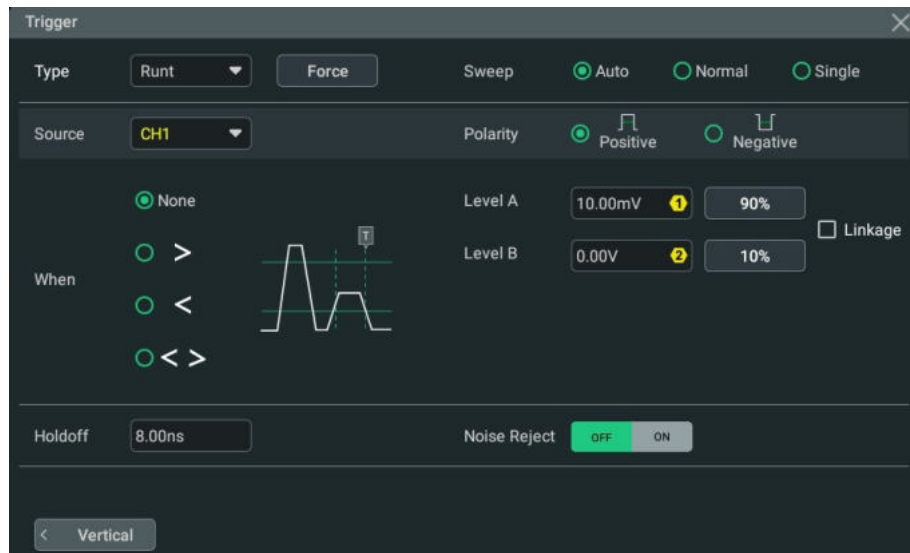 Trigger
Type Runt Force Sweep Auto Normal Single
Source CH1 Polarity Positive Negative
When
None
>
<
< >
T
Level A 10.00mV 1 90%
Level B 0.00V 2 10%
Linkage
Holdoff 8.00ns Noise Reject OFF ON
< Vertical